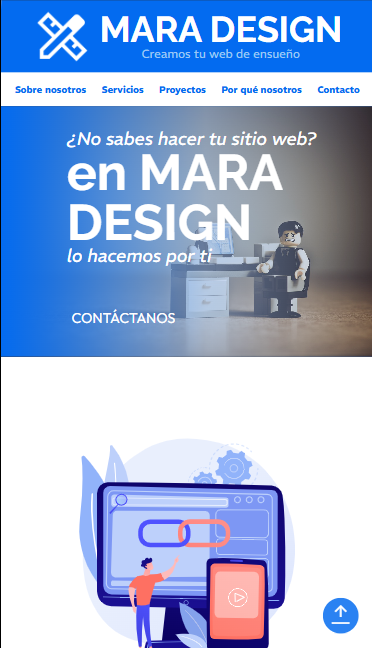 MARA DESIGN
Creamos tu web de ensueño
Sobre nosotros Servicios Proyectos Por qué nosotros Contacto
¿No sabes hacer tu sitio web?
en MARA
DESIGN
lo hacemos por ti
CONTÁCTANOS